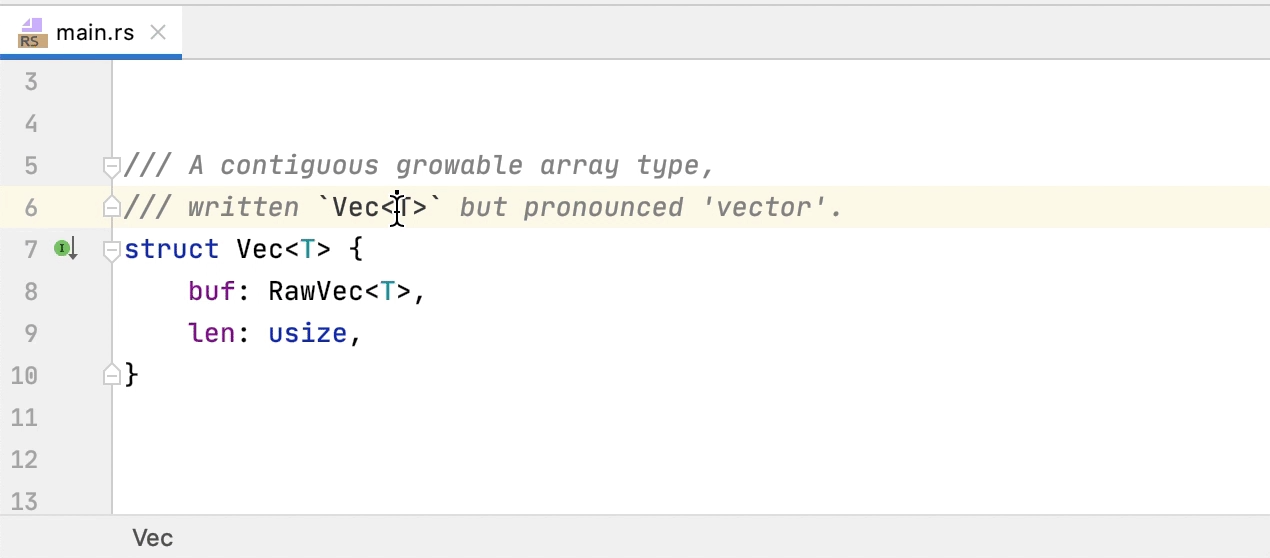 RS main.rs
3
4
5 /// A contiguous growable array type,
6 /// written `Vec<T>` but pronounced 'vector'.
7 I struct Vec<T> {
8 buf: RawVec<T>,
9 len: usize,
10 }
11
12
13
Vec